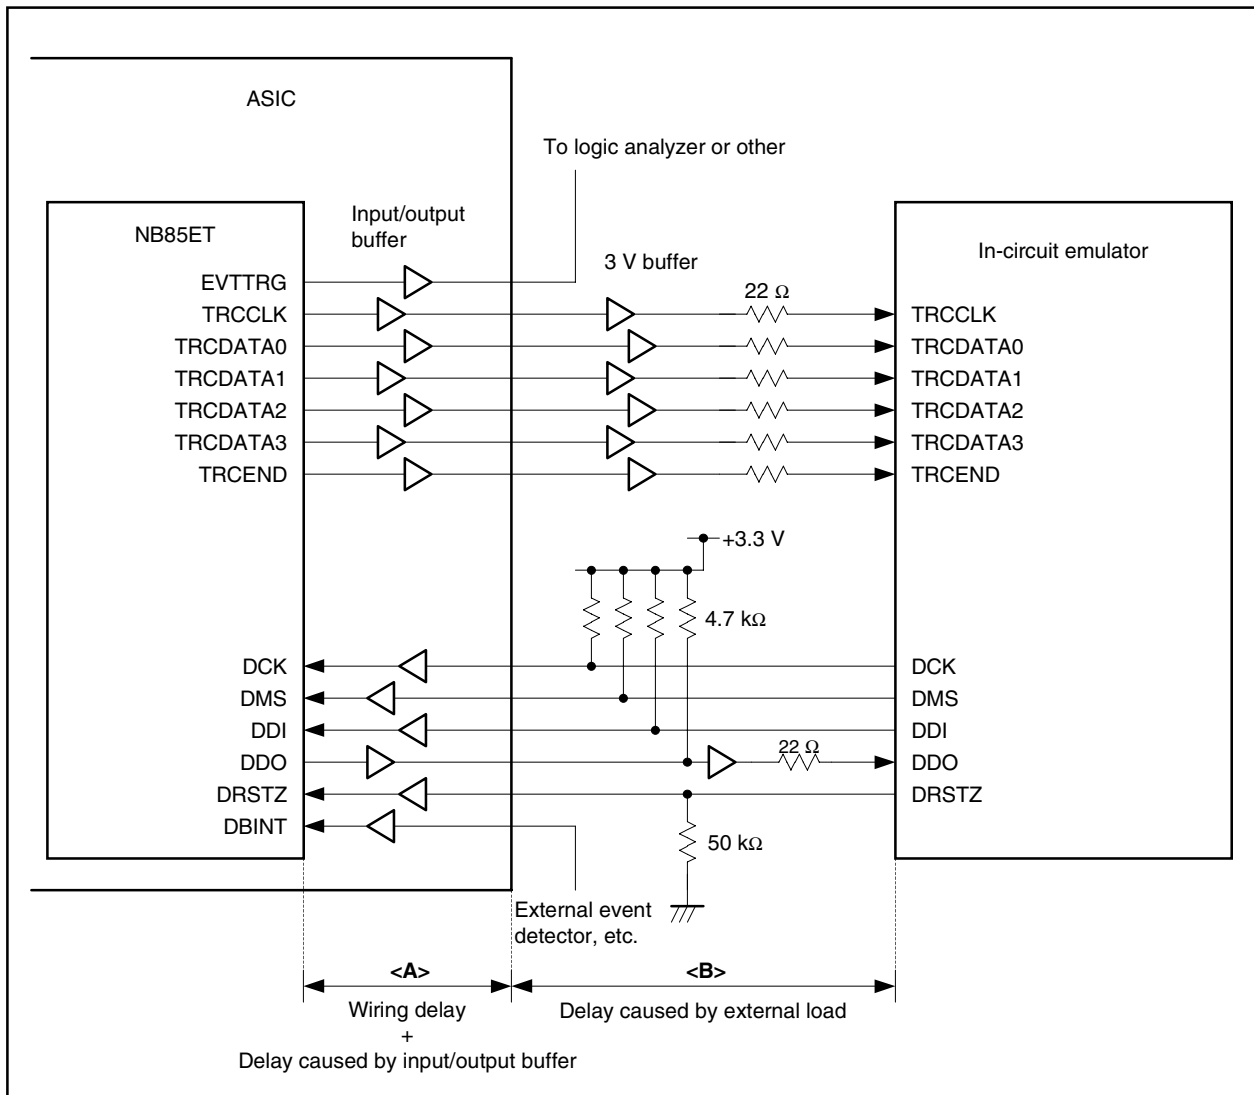 ASIC
To logic analyzer or other
Input/output
buffer
NB85ET
3 V buffer
In-circuit emulator
EVTTRG
22 Ω
TRCCLK
TRCCLK
TRCDATA0
TRCDATA0
TRCDATA1
TRCDATA1
TRCDATA2
TRCDATA2
TRCDATA3
TRCDATA3
TRCEND
TRCEND
+3.3 V
4.7 kΩ
DCK
DCK
DMS
DMS
DDI
DDI
22 Ω
DDO
DDO
DRSTZ
DRSTZ
DBINT
50 kΩ
External event
detector, etc.
<A>
<B>
Wiring delay
+
Delay caused by input/output buffer
Delay caused by external load